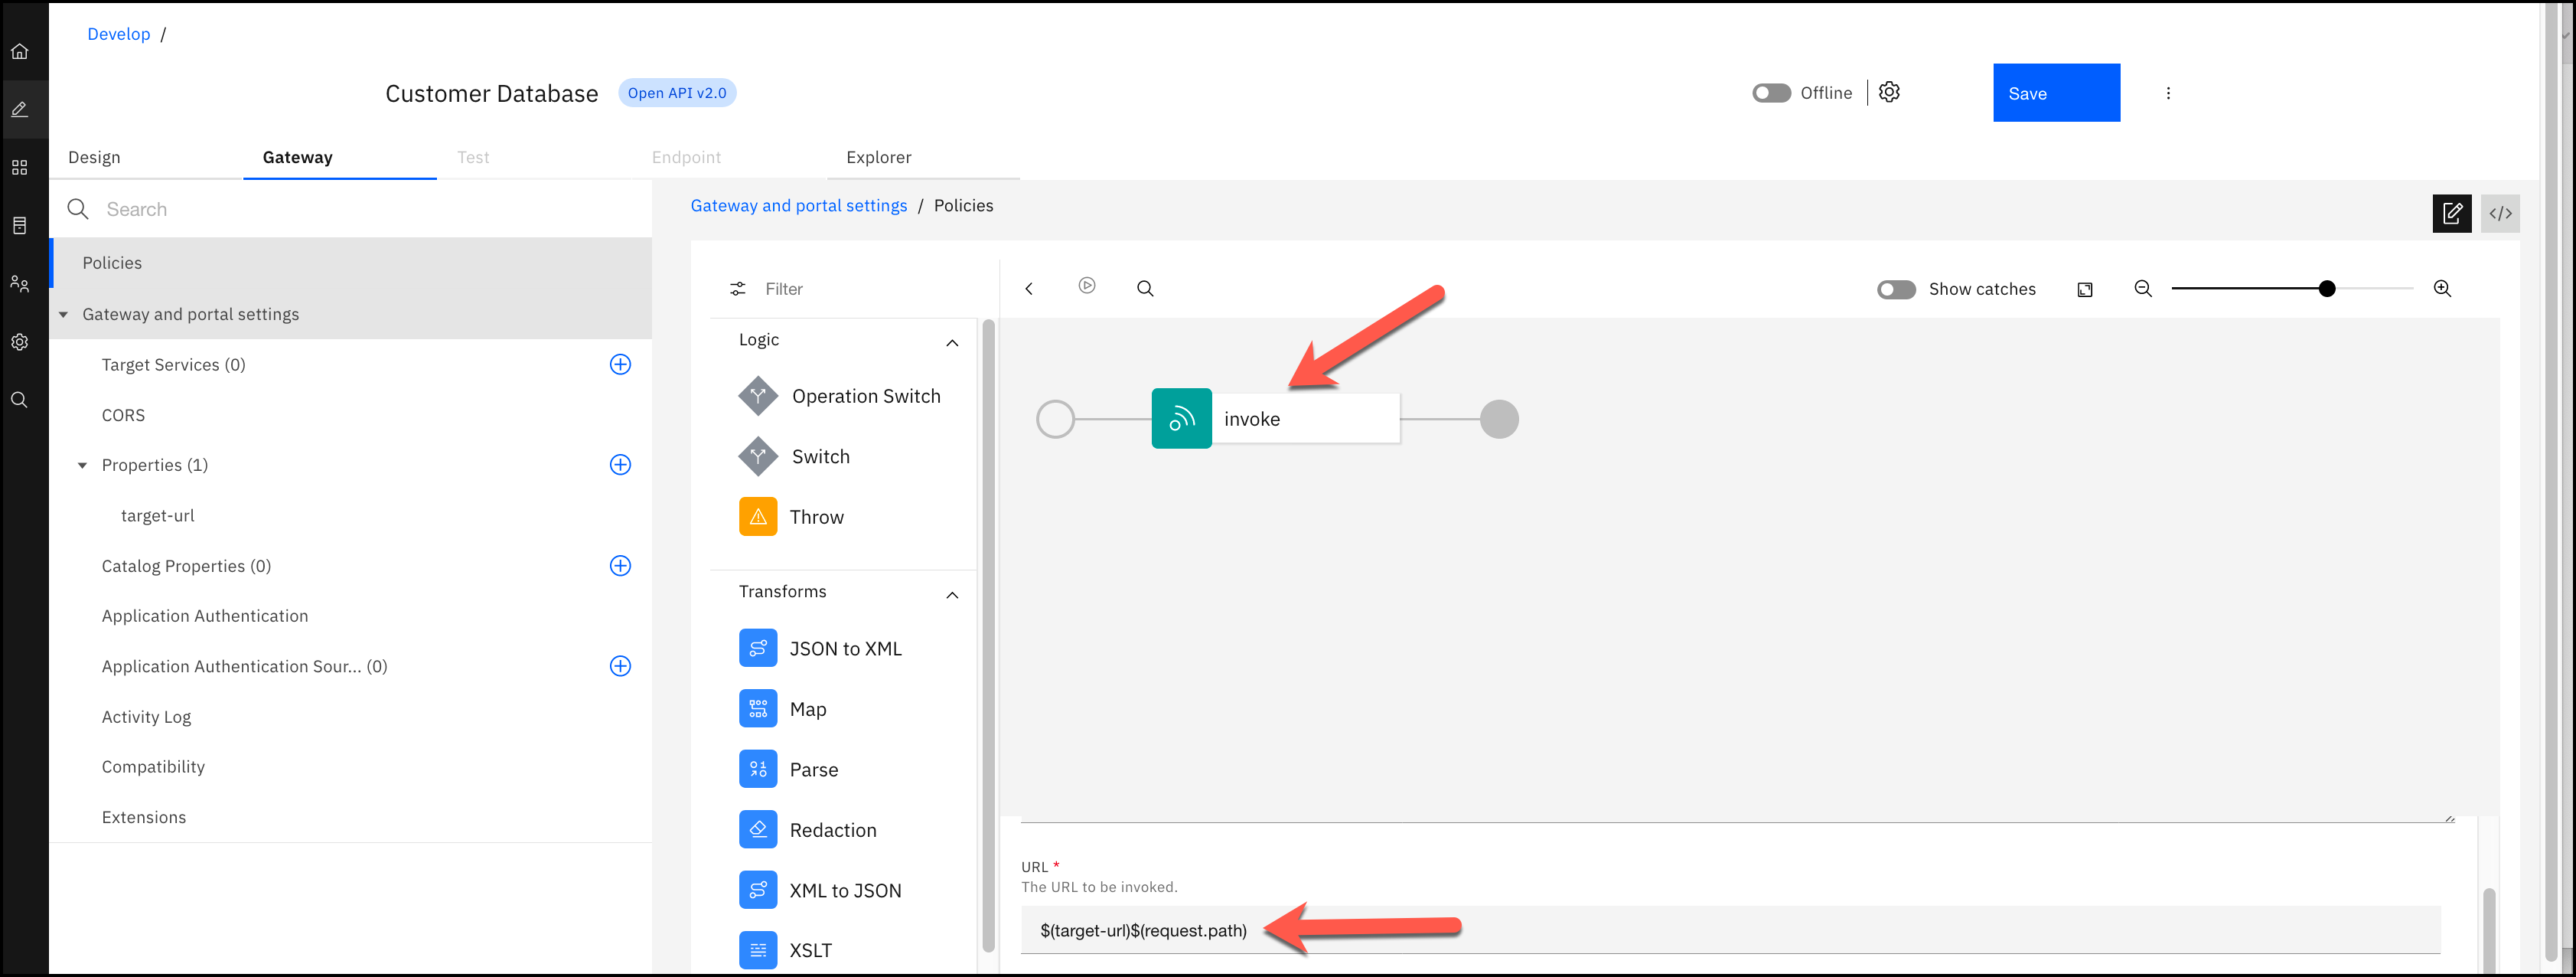 Develop /
Customer Database
Open API v2.0
Offline
Save
Design
Gateway
Test
Endpoint
Explorer
Search
Policies
Gateway and portal settings
Target Services (0)
CORS
Properties (1)
target-url
Catalog Properties (0)
Application Authentication
Application Authentication Sour... (0)
Activity Log
Compatibility
Extensions
Gateway and portal settings / Policies
Filter
Show catches
Logic
Operation Switch
Switch
Throw
Transforms
JSON to XML
Map
Parse
Redaction
XML to JSON
XSLT
invoke
URL *
The URL to be invoked.
$(target-url)$(request.path)